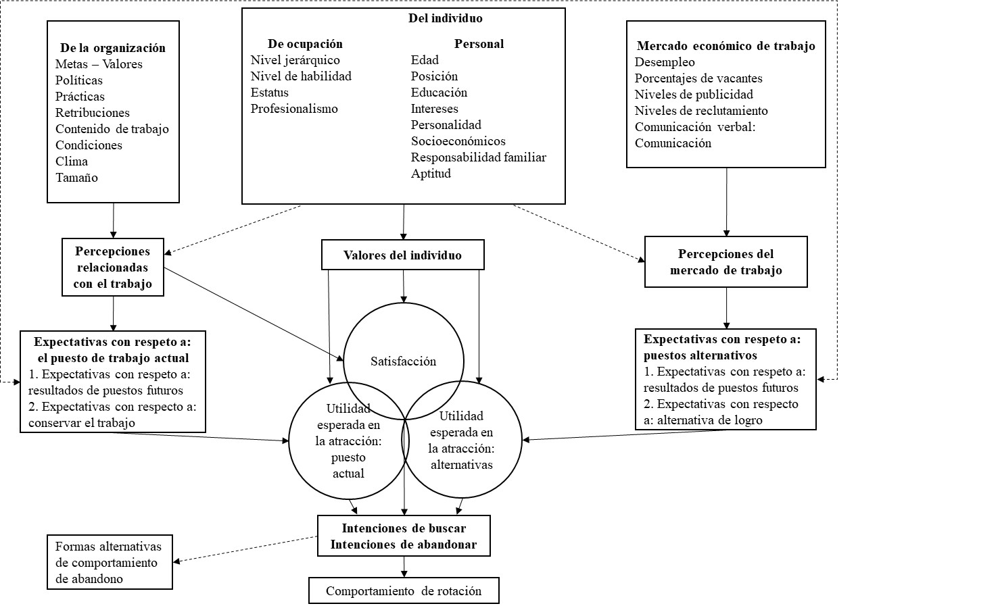 De la organización
Metas – Valores
Políticas
Prácticas
Retribuciones
Contenido de trabajo
Condiciones
Clima
Tamaño
Del individuo
De ocupación
Nivel jerárquico
Nivel de habilidad
Estatus
Profesionalismo
Personal
Edad
Posición
Educación
Intereses
Personalidad
Socioeconómicos
Responsabilidad familiar
Aptitud
Mercado económico de trabajo
Desempleo
Porcentajes de vacantes
Niveles de publicidad
Niveles de reclutamiento
Comunicación verbal:
Comunicación
Percepciones
relacionadas
con el trabajo
Valores del individuo
Percepciones del
mercado de trabajo
Expectativas con respeto a:
el puesto de trabajo actual
1. Expectativas con respeto a:
resultados de puestos futuros
2. Expectativas con respecto a:
conservar el trabajo
Satisfacción
Expectativas con respeto a:
puestos alternativos
1. Expectativas con respeto a:
resultados de puestos futuros
2. Expectativas con respecto
a: alternativa de logro
Utilidad
esperada en
la atracción:
puesto
actual
Utilidad
esperada en
la atracción:
alternativas
Intenciones de buscar
Intenciones de abandonar
Formas alternativas
de comportamiento
de abandono
Comportamiento de rotación